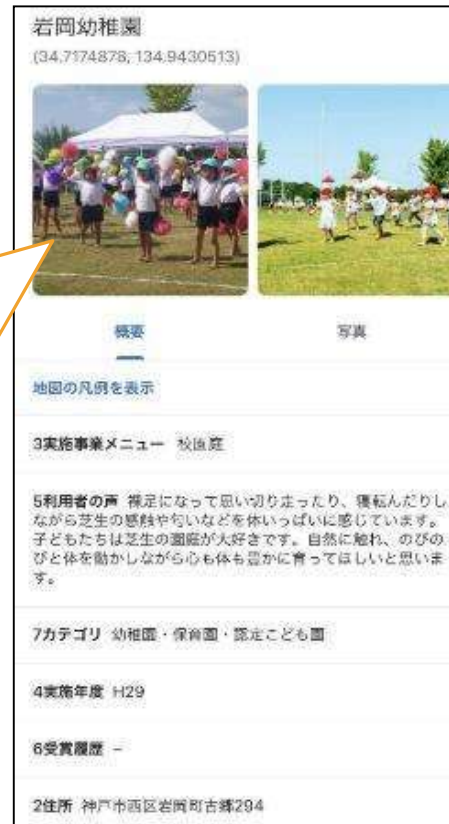 岩岡幼稚園
(34.7174878, 134.9430513)
概要
写真
地図の凡例を表示
3実施事業メニュー 校園庭
5利用者の声 裸足になって思い切り走ったり、寝転んだりし
ながら芝生の感触や匂いなどを体いっぱいに感じています。
子どもたちは芝生の園庭が大好きです。自然に触れ、のびの
びと体を動かしながら心も体も豊かに育ってほしいと思いま
す。
7カテゴリ 幼稚園・保育園・認定こども園
4実施年度 H29
6受賞履歴 –
2住所 神戸市西区岩岡町古郷294